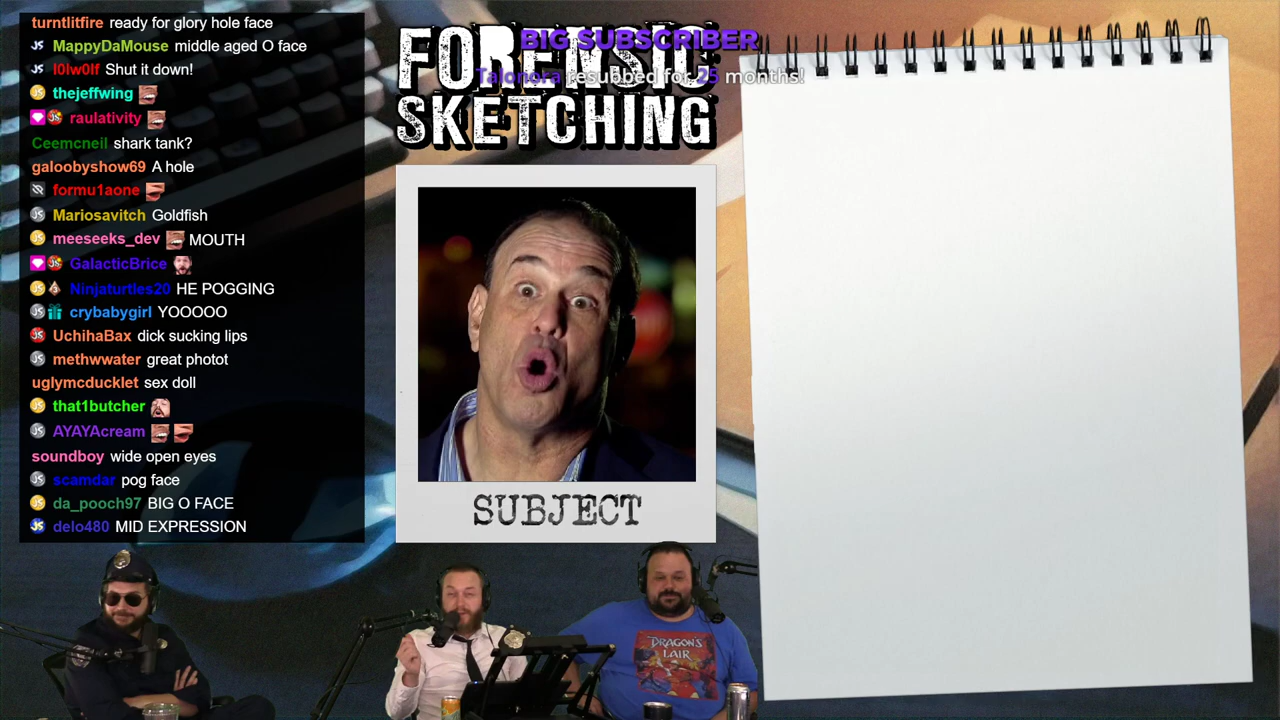 turntlitfire ready for glory hole face
MappyDaMouse middle aged O face
l0lw0lf Shut it down!
thejeffwing
raulativity
Ceemcneil shark tank?
galoobyshow69 A hole
formu1aone
Mariosavitch Goldfish
meeseeks_dev MOUTH
GalacticBrice
Ninjaturtles20 HE POGGING
crybabygirl YOOOOO
UchihaBax dick sucking lips
methwwater great photot
uglymcducklet sex doll
that1butcher
AYAYAcream
soundboy wide open eyes
scamdar pog face
da_pooch97 BIG O FACE
delo480 MID EXPRESSION
FORENSIC
SKETCHING
BIG SUBSCRIBER
Talonora resubbed for 25 months!
SUBJECT
DRAGON'S
LAIR